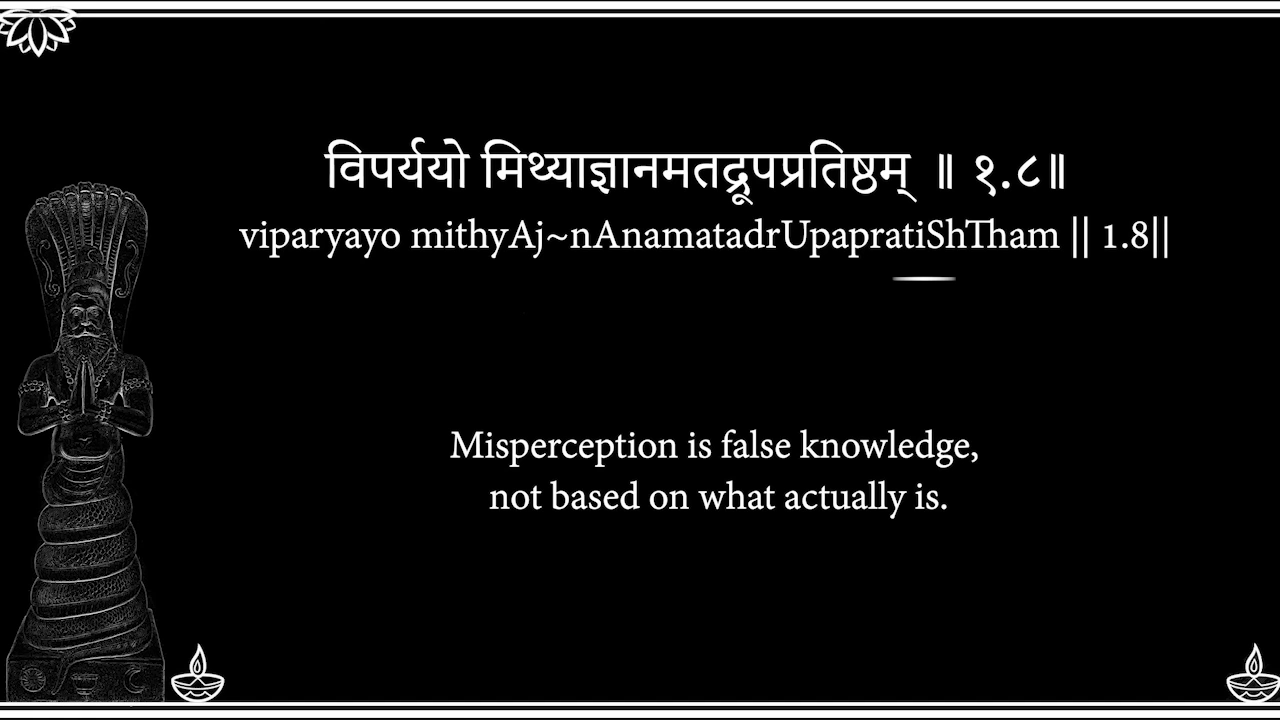 विपर्ययो मिथ्याज्ञानमतद्रूपप्रतिष्ठम् ॥ १.८॥
viparyayo mithyAj~nAnamatadrUpapratiShTham || 1.8||
Misperception is false knowledge,
not based on what actually is.